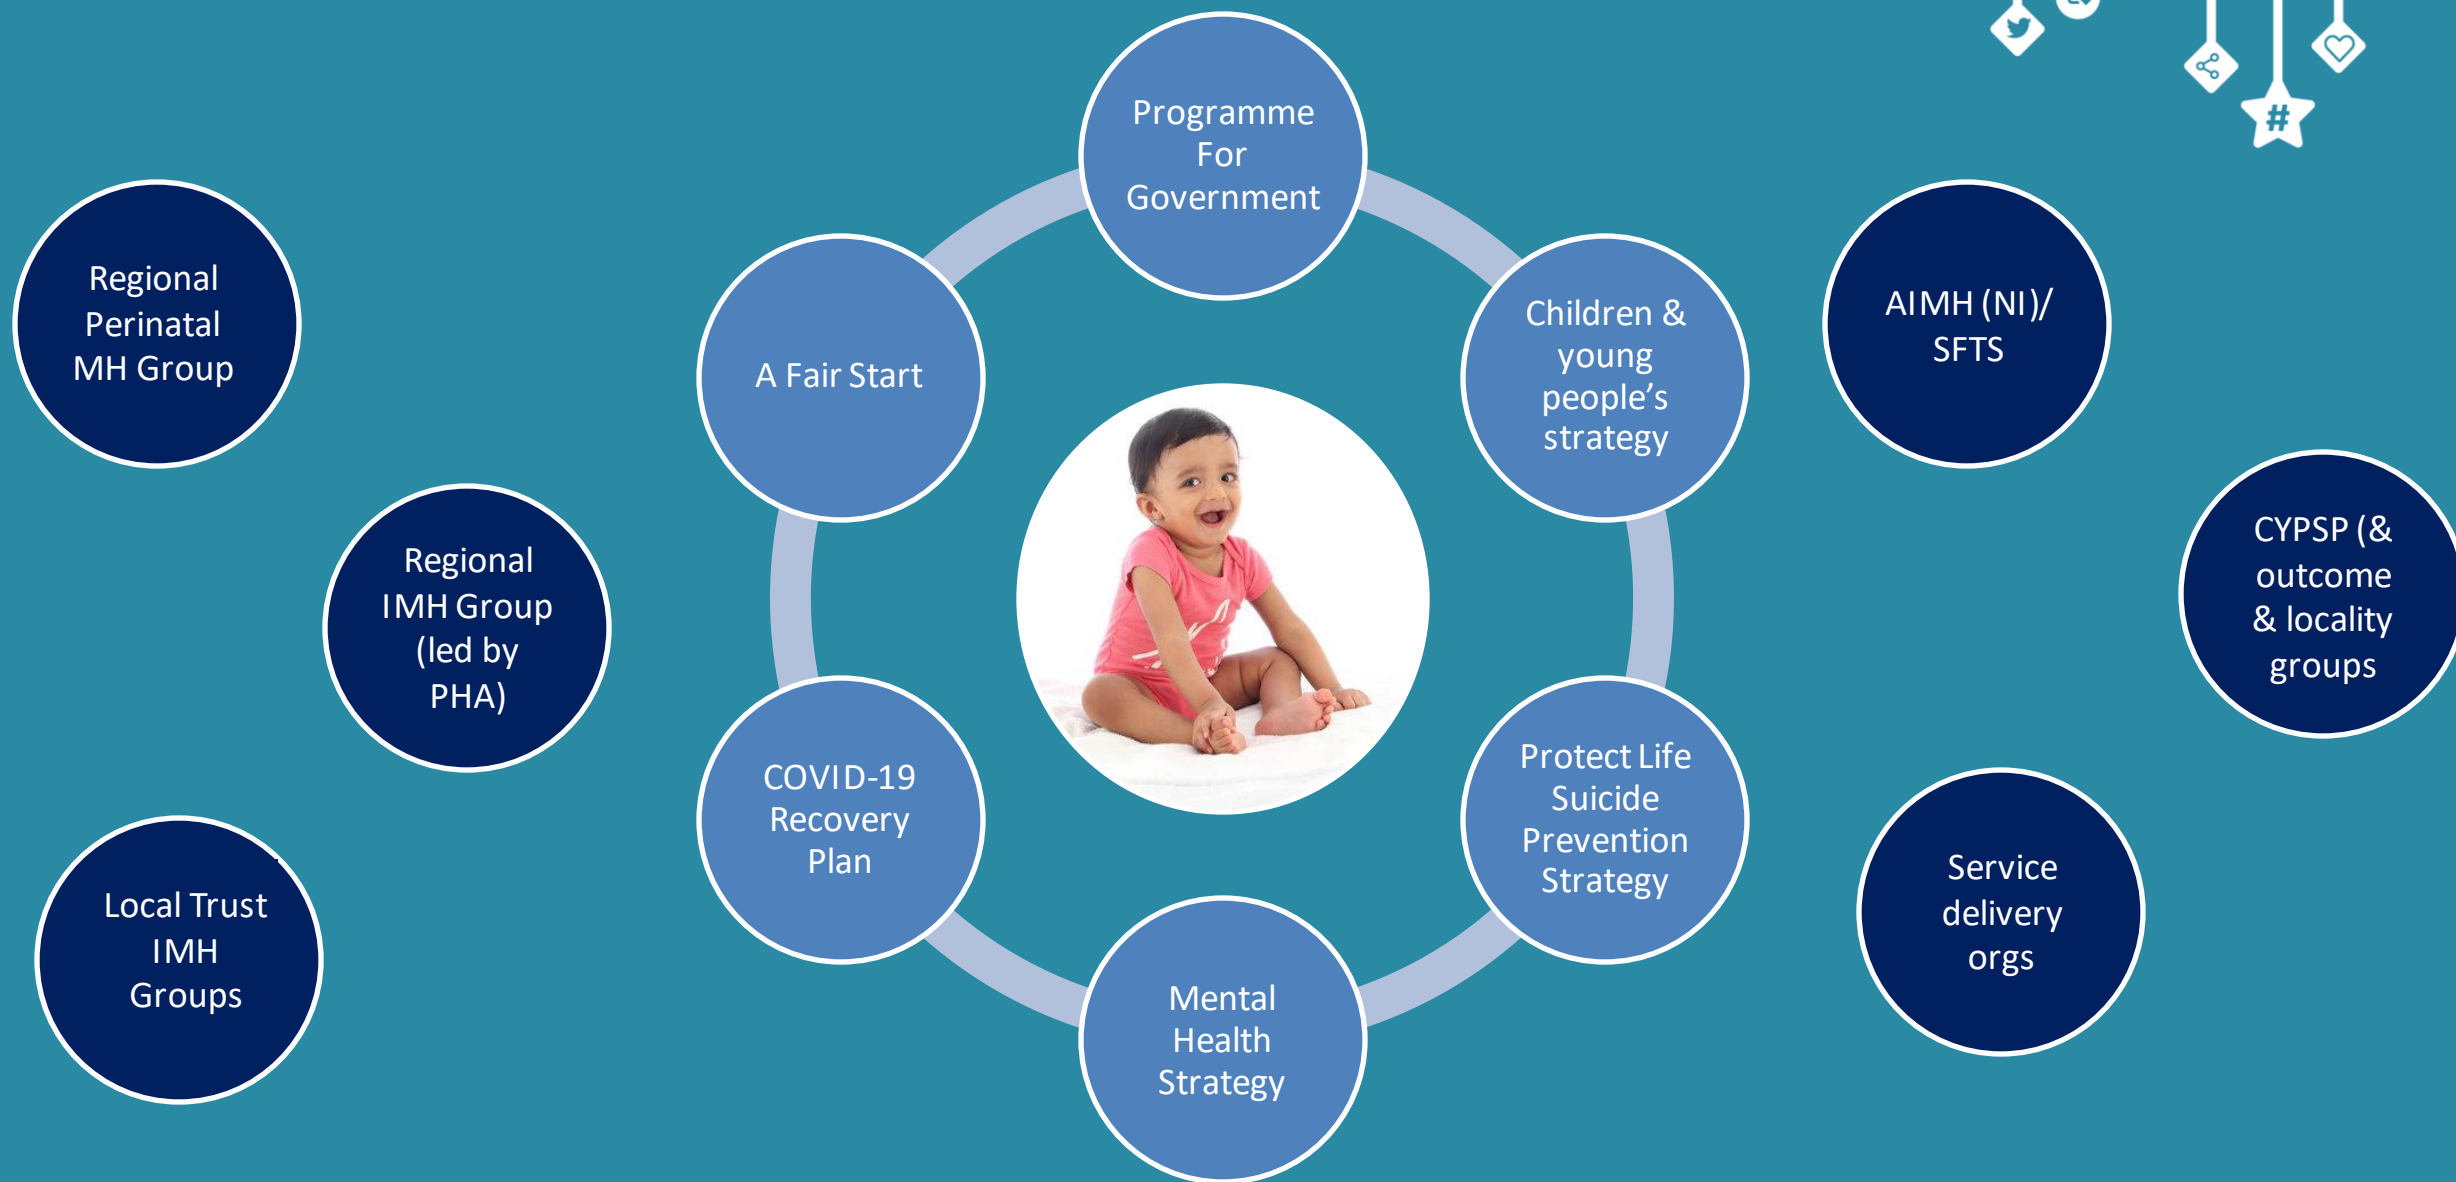 Programme
For
Government
Children &
young
people's
strategy
Protect Life
Suicide
Prevention
Strategy
Mental
Health
Strategy
COVID-19
Recovery
Plan
A Fair Start
Regional
Perinatal
MH Group
Regional
IMH Group
(led by
PHA)
Local Trust
IMH
Groups
#
AIMH (NI)/
SFTS
CYPSP (&
outcome
& locality
groups
Service
delivery
orgs